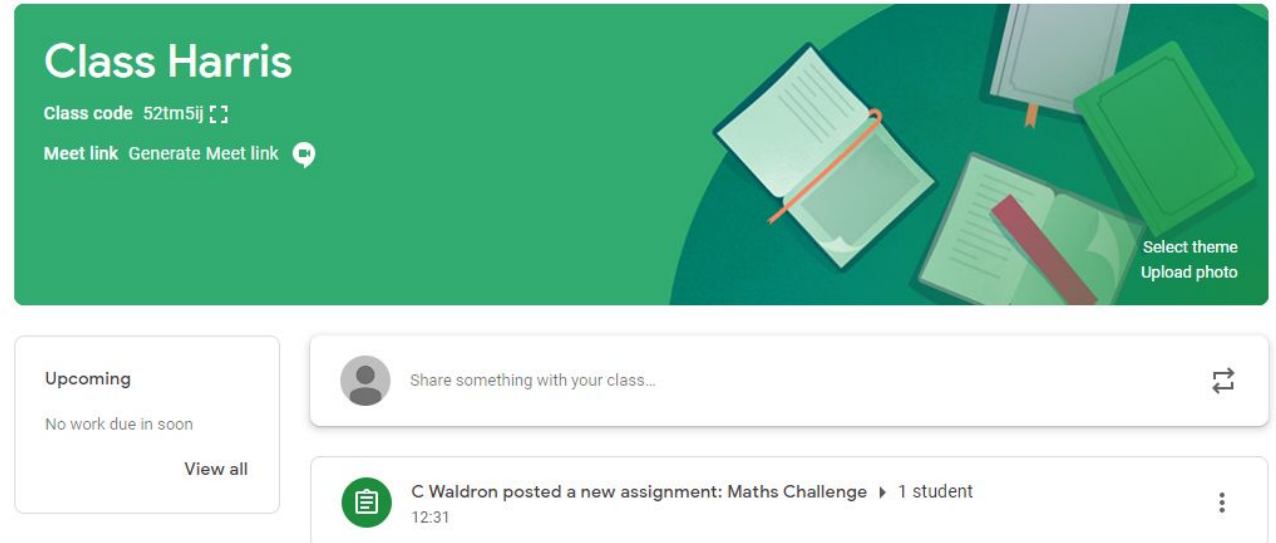 Class Harris
Class code 52tm5ij
Meet link Generate Meet link
Select theme
Upload photo
Upcoming
No work due in soon
View all
Share something with your class...
C Waldron posted a new assignment: Maths Challenge 1 student
12:31